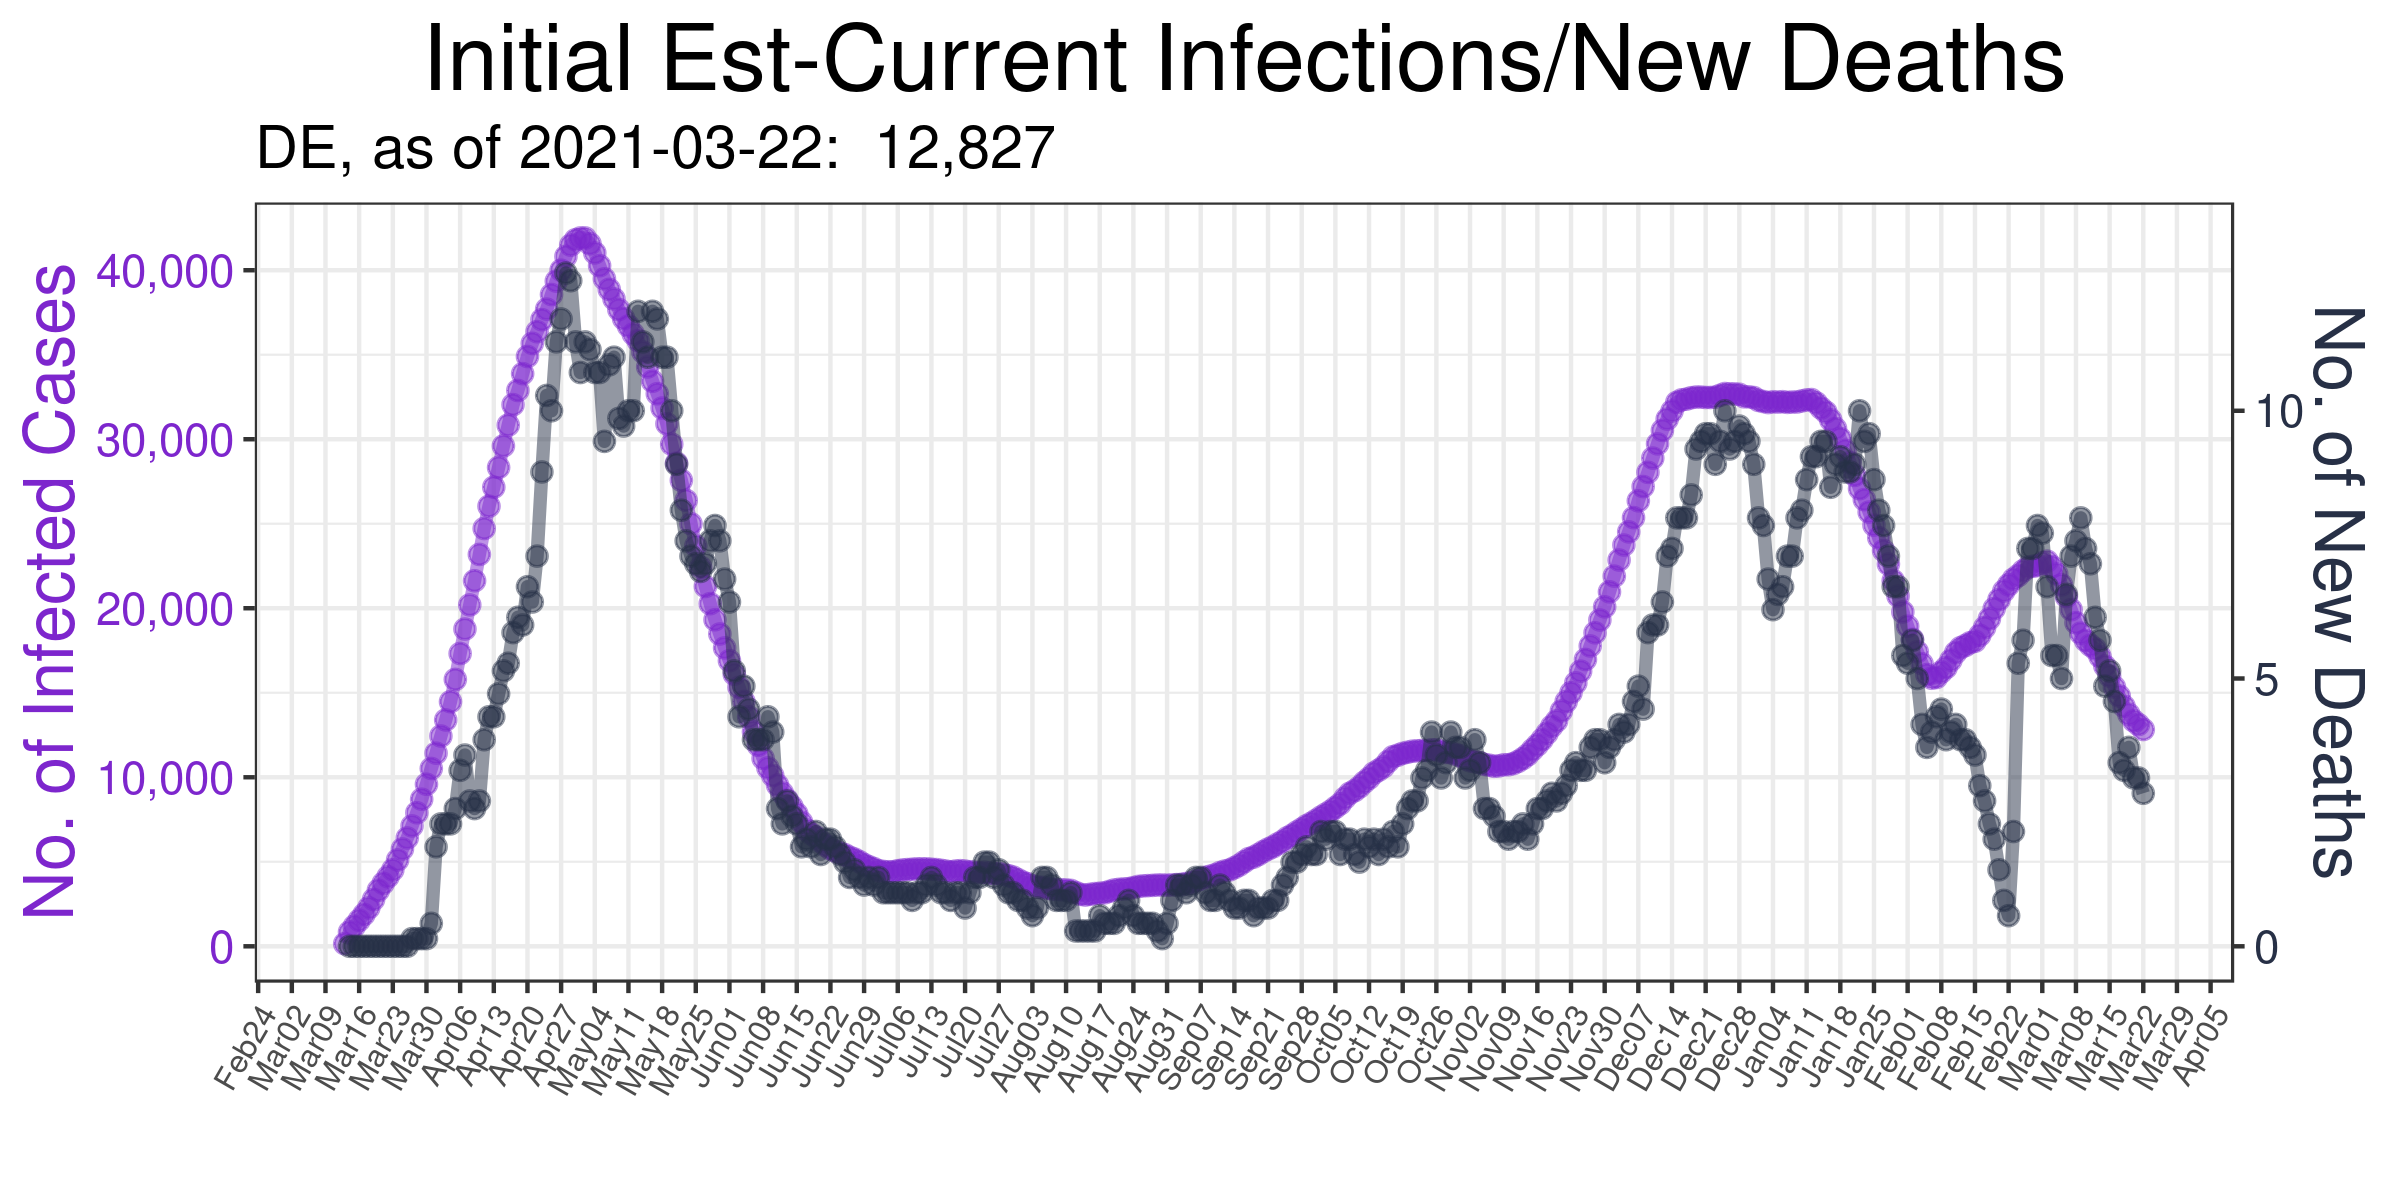 Initial Est-Current Infections/New Deaths
DE, as of 2021-03-22:  12,827
No. of Infected Cases
40,000
30,000
20,000
10,000
0
10
5
0
No. of New Deaths
Feb24
Mar02
Mar09
Mar16
Mar23
Mar30
Apr06
Apr13
Apr20
Apr27
May04
May11
May18
May25
Jun01
Jun08
Jun15
Jun22
Jun29
Jul06
Jul13
Jul20
Jul27
Aug03
Aug10
Aug17
Aug24
Aug31
Sep07
Sep14
Sep21
Sep28
Oct05
Oct12
Oct19
Oct26
Nov02
Nov09
Nov16
Nov23
Nov30
Dec07
Dec14
Dec21
Dec28
Jan04
Jan11
Jan18
Jan25
Feb01
Feb08
Feb15
Feb22
Mar01
Mar08
Mar15
Mar22
Mar29
Apr05